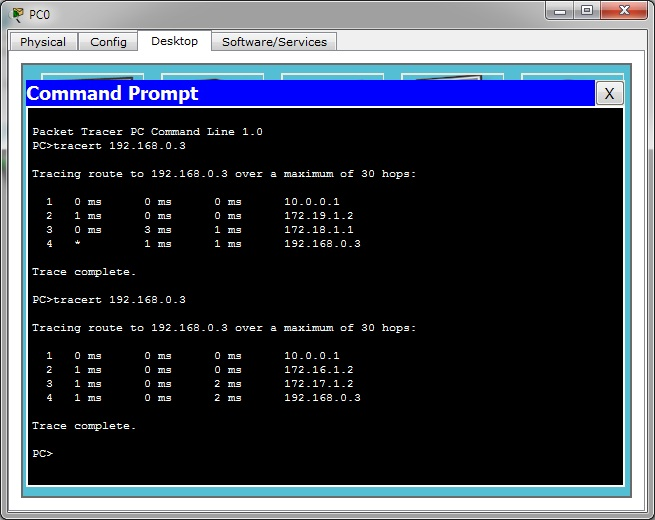 PC0
Physical Config Desktop Software/Services
Command Prompt X
Packet Tracer PC Command Line 1.0
PC>tracert 192.168.0.3
Tracing route to 192.168.0.3 over a maximum of 30 hops:
1 0 ms 0 ms 0 ms 10.0.0.1
2 1 ms 0 ms 0 ms 172.19.1.2
3 0 ms 3 ms 1 ms 172.18.1.1
4 * 1 ms 1 ms 192.168.0.3
Trace complete.
PC>tracert 192.168.0.3
Tracing route to 192.168.0.3 over a maximum of 30 hops:
1 0 ms 0 ms 0 ms 10.0.0.1
2 1 ms 0 ms 0 ms 172.16.1.2
3 1 ms 0 ms 2 ms 172.17.1.2
4 1 ms 0 ms 2 ms 192.168.0.3
Trace complete.
PC>